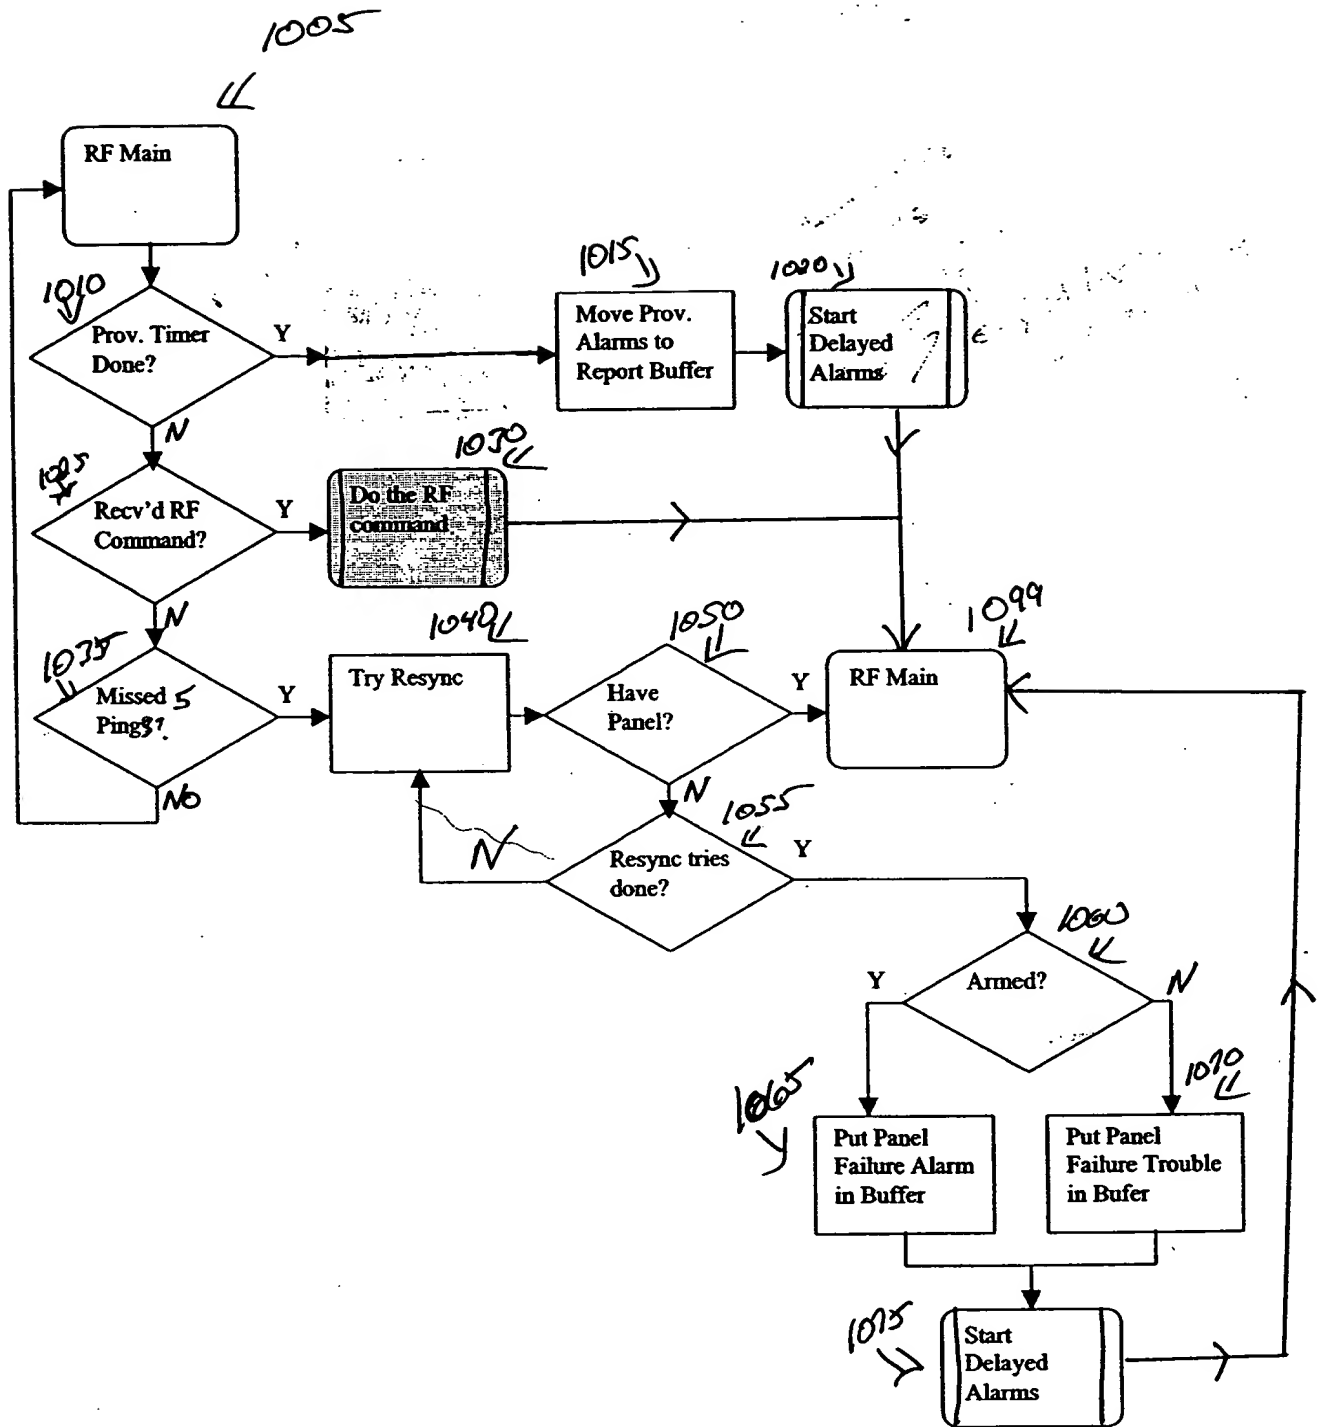 1005
RF Main
1010
Prov. Timer
Done?
Y
N
1015
Move Prov.
Alarms to
Report Buffer
1020
Start
Delayed
Alarms
1025
Recv'd RF
Command?
Y
N
1030
Do the RF
command
1035
Missed 5
Pings?
Y
NO
1040
Try Resync
1050
Have
Panel?
Y
N
1099
RF Main
1055
Resync tries
done?
N
Y
1060
Armed?
Y
N
1065
Put Panel
Failure Alarm
in Buffer
1070
Put Panel
Failure Trouble
in Bufer
1075
Start
Delayed
Alarms